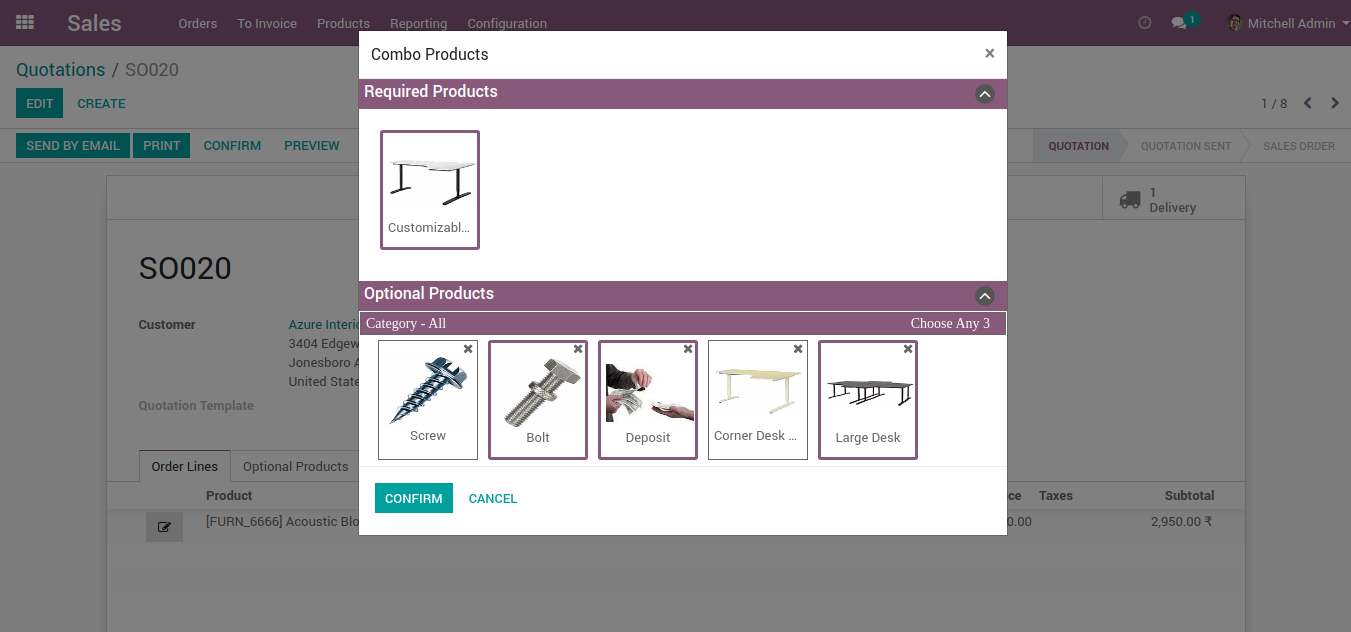 Sales Orders To Invoice Products Reporting Configuration 1 Mitchell Admin
Quotations / SO020
EDIT CREATE 1 / 8
SEND BY EMAIL PRINT CONFIRM PREVIEW QUOTATION QUOTATION SENT SALES ORDER
Combo Products ×
Required Products
Customizabl...
Optional Products
Category - All Choose Any 3
Screw Bolt Deposit Corner Desk ... Large Desk
CONFIRM CANCEL
1
Delivery
SO020
Customer Azure Interio
3404 Edgew
Jonesboro A
United State
Quotation Template
Order Lines Optional Products
Product ce Taxes Subtotal
[FURN_6666] Acoustic Blo 0.00 2,950.00 ₹